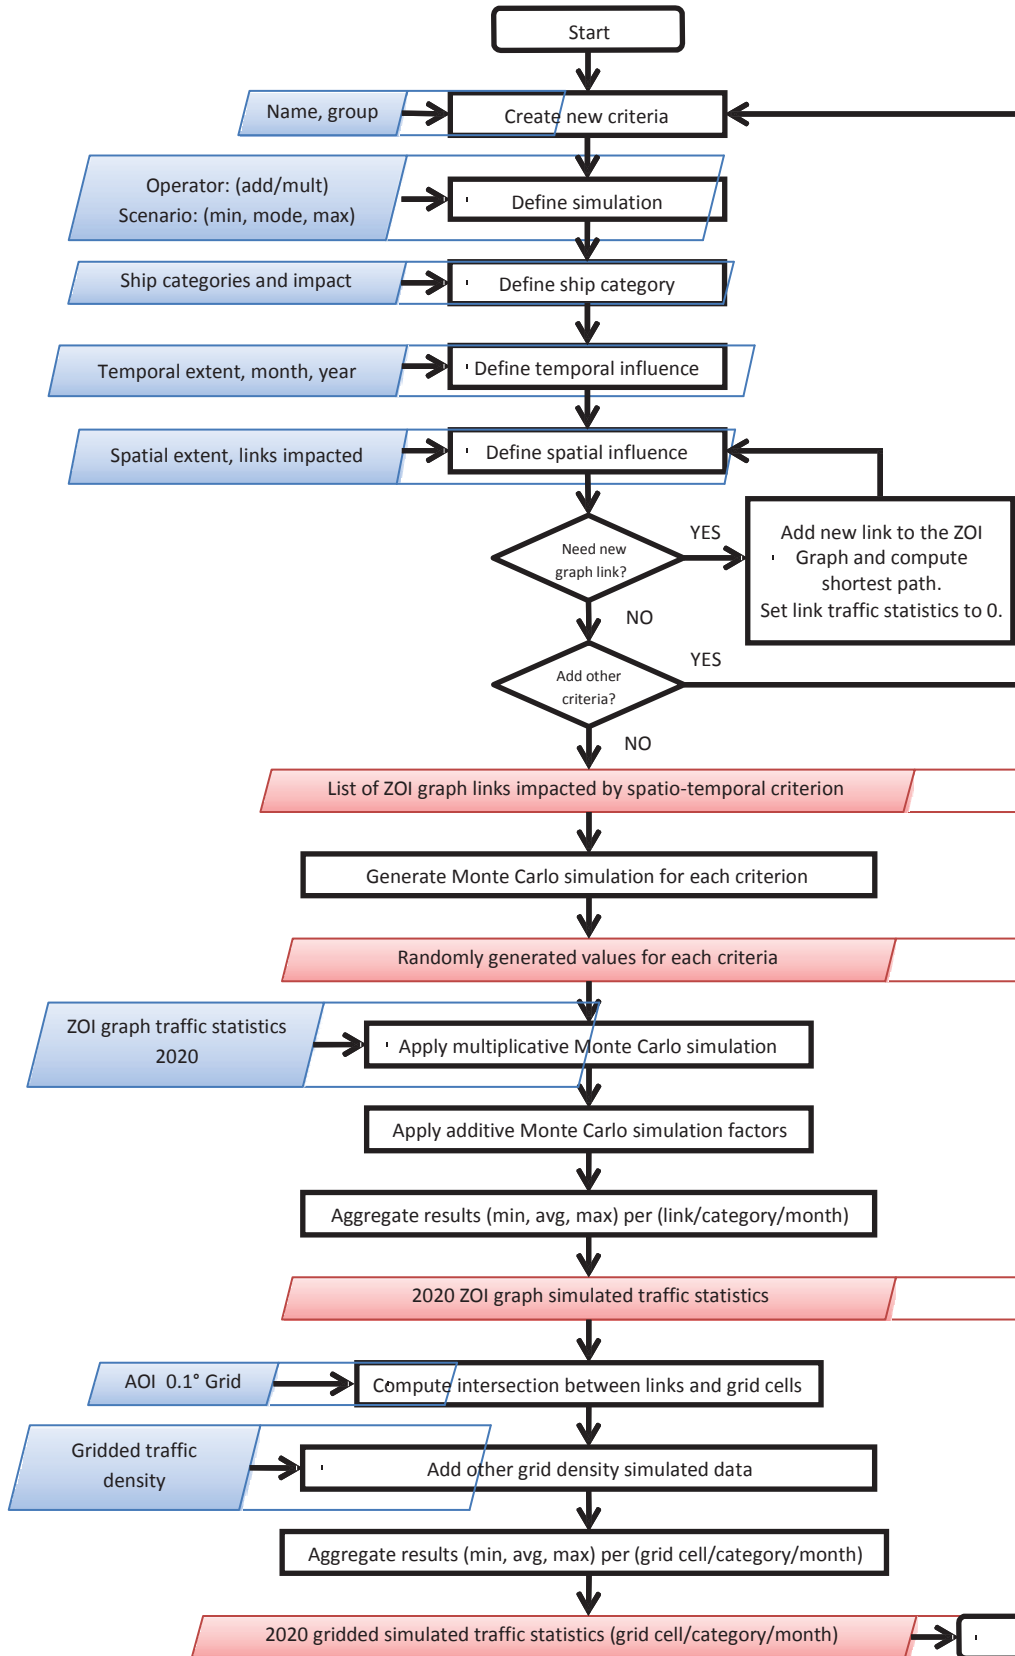 Start
Name, group
Create new criteria
Operator: (add/mult)
Scenario: (min, mode, max)
Define simulation
Ship categories and impact
Define ship category
Temporal extent, month, year
Define temporal influence
Spatial extent, links impacted
Define spatial influence
Need new
graph link?
YES
Add new link to the ZOI
Graph and compute
shortest path.
Set link traffic statistics to 0.
NO
Add other
criteria?
YES
NO
List of ZOI graph links impacted by spatio-temporal criterion
Generate Monte Carlo simulation for each criterion
Randomly generated values for each criteria
ZOI graph traffic statistics
2020
Apply multiplicative Monte Carlo simulation
Apply additive Monte Carlo simulation factors
Aggregate results (min, avg, max) per (link/category/month)
2020 ZOI graph simulated traffic statistics
AOI 0.1° Grid
Compute intersection between links and grid cells
Gridded traffic
density
Add other grid density simulated data
Aggregate results (min, avg, max) per (grid cell/category/month)
2020 gridded simulated traffic statistics (grid cell/category/month)